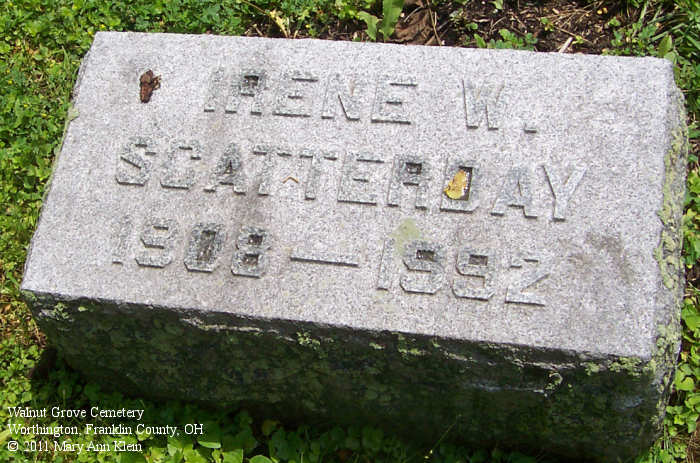 IRENE W.
SCATTERDAY
1908 — 1992
Walnut Grove Cemetery
Worthington, Franklin County, OH
© 2011 Mary Ann Klein